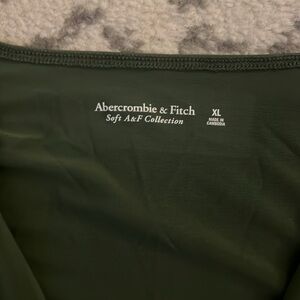 Abercrombie & Fitch
Soft A&F Collection
XL
MADE IN
CAMBODIA